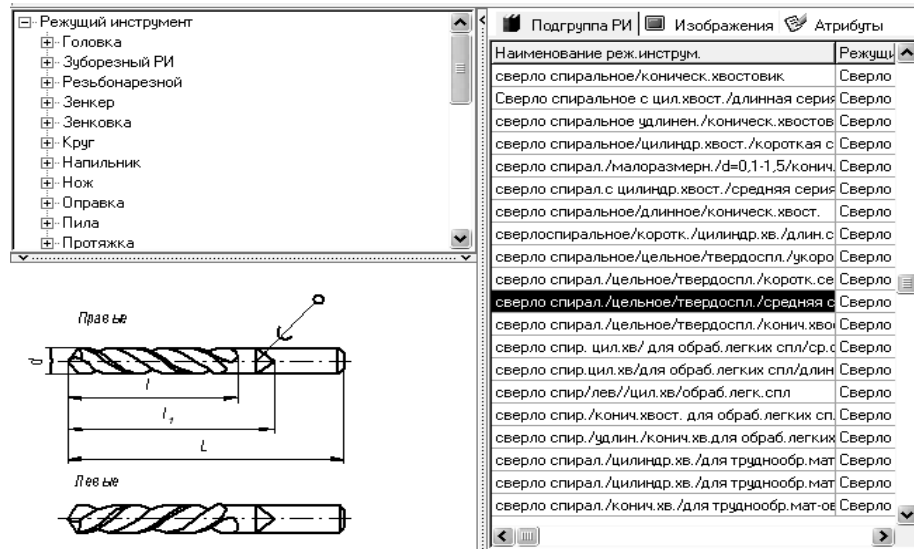 Режущий инструмент
Головка
Зуборезный РИ
Резьбонарезной
Зенкер
Зенковка
Круг
Напильник
Нож
Оправка
Пила
Протяжка
Правые
d
l
l₁
L
Левые
Подгруппа РИ Изображения Атрибуты
Наименование реж.инструм. Режущи
сверло спиральное/коническ.хвостовик Сверло
Сверло спиральное с цил.хвост./длинная серия Сверло
сверло спиральное удлинен./коническ.хвостов Сверло
сверло спиральное/цилиндр.хвост./короткая с Сверло
сверло спирал./малоразмерн./d=0,1-1,5/конич. Сверло
сверло спирал.с цилиндр.хвост./средняя серия Сверло
сверло спиральное/длинное/коническ.хвост. Сверло
сверлоспиральное/коротк./цилиндр.хв./длин.с Сверло
сверло спиральное/цельное/твердоспл./укоро Сверло
сверло спирал./цельное/твердоспл./коротк.се Сверло
сверло спирал./цельное/твердоспл./средняя с Сверло
сверло спирал./цельное/твердоспл./конич.хво Сверло
сверло спир. цил.хв/ для обраб.легких спл/ср.с Сверло
сверло спир.цил.хв/для обраб.легких спл/длин Сверло
сверло спир/лев//цил.хв/обраб.легк.спл Сверло
сверло спир./конич.хвост. для обраб.легких сп. Сверло
сверло спир./удлин./конич.хв.для обраб.легких Сверло
сверло спирал./цилиндр.хв./для труднообр.мат Сверло
сверло спирал./цилиндр.хв./для труднообр.мат Сверло
сверло спирал./конич.хв./для труднообр.мат-ов Сверло